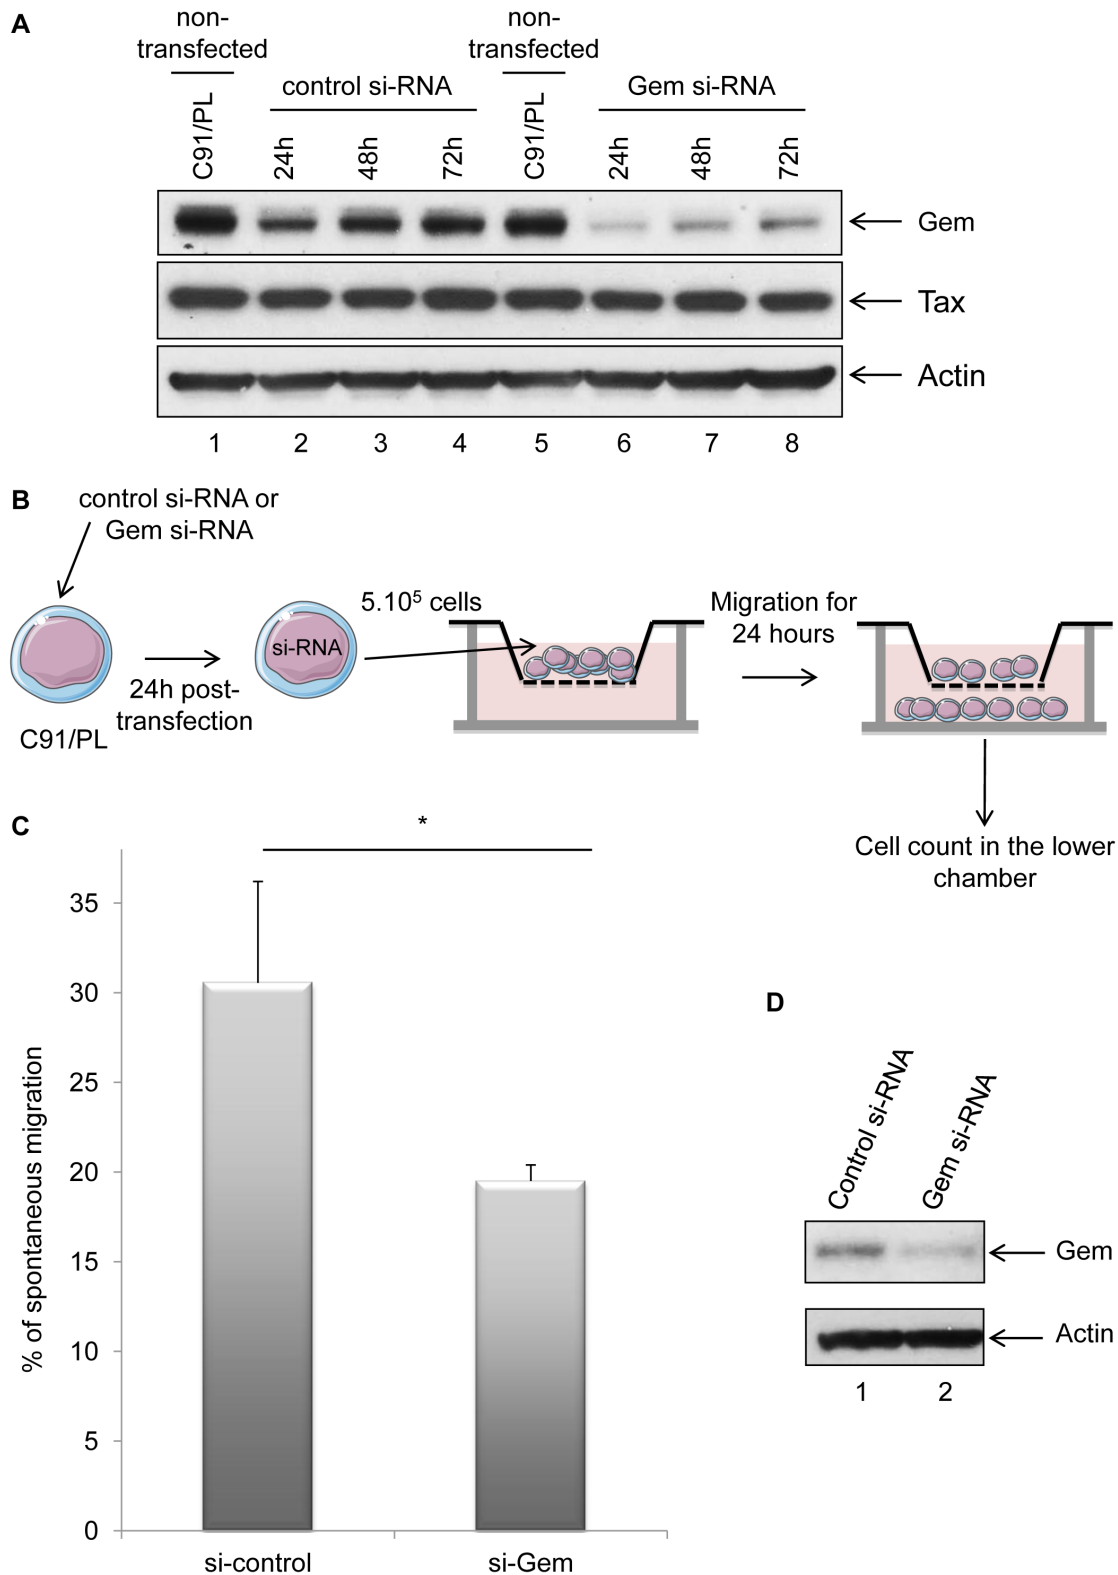 A
non-
transfected
control si-RNA
non-
transfected
Gem si-RNA
C91/PL
24h
48h
72h
C91/PL
24h
48h
72h
Gem
Tax
Actin
1 2 3 4 5 6 7 8
B
control si-RNA or
Gem si-RNA
C91/PL
24h post-
transfection
si-RNA
5.10⁵ cells
Migration for
24 hours
Cell count in the lower
chamber
C
*
% of spontaneous migration
35
30
25
20
15
10
5
0
si-control
si-Gem
D
Control si-RNA
Gem si-RNA
Gem
Actin
1 2